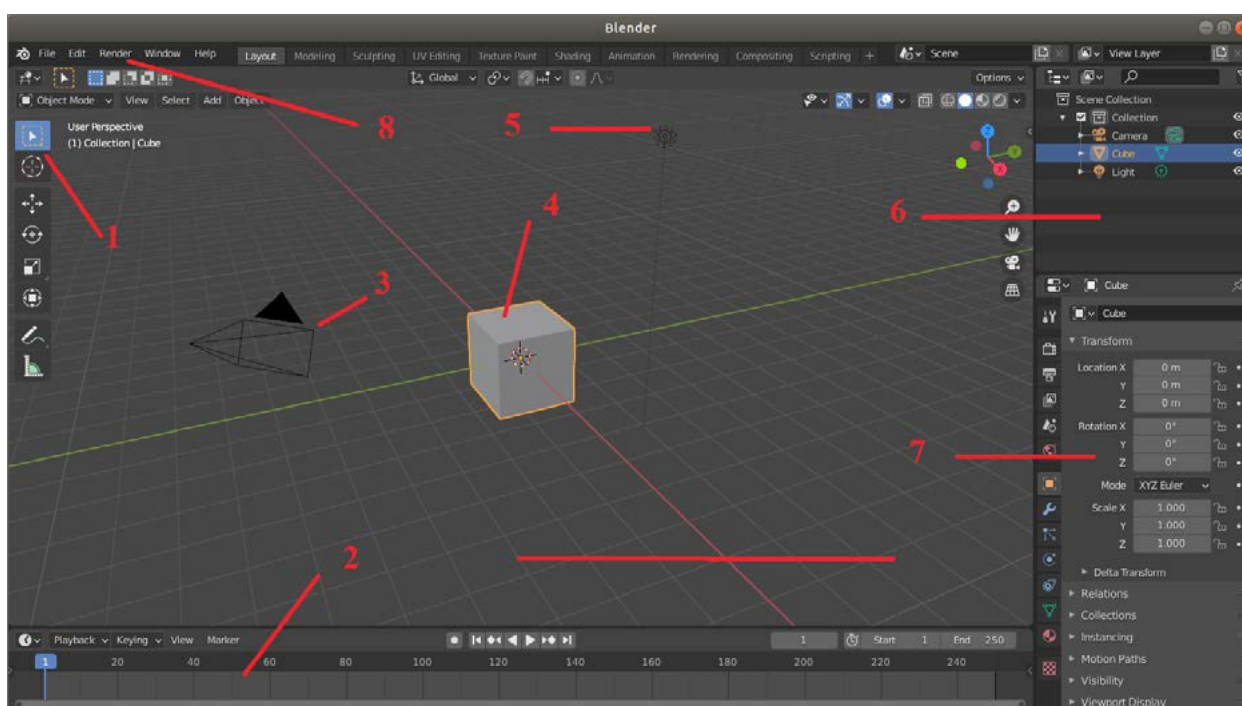 Blender
File Edit Render Window Help Layout Modeling Sculpting UV Editing Texture Paint Shading Animation Rendering Compositing Scripting + Scene View Layer
Global Options
Object Mode View Select Add Object
User Perspective
(1) Collection | Cube
8
5
1
3
4
6
7
2
Z
Y
X
Scene Collection
Collection
Camera
Cube
Light
Cube
Cube
Transform
Location X 0 m
Y 0 m
Z 0 m
Rotation X 0°
Y 0°
Z 0°
Mode XYZ Euler
Scale X 1.000
Y 1.000
Z 1.000
Delta Transform
Relations
Collections
Instancing
Motion Paths
Visibility
Viewport Display
Playback Keying View Marker 1 Start 1 End 250
1 20 40 60 80 100 120 140 160 180 200 220 240